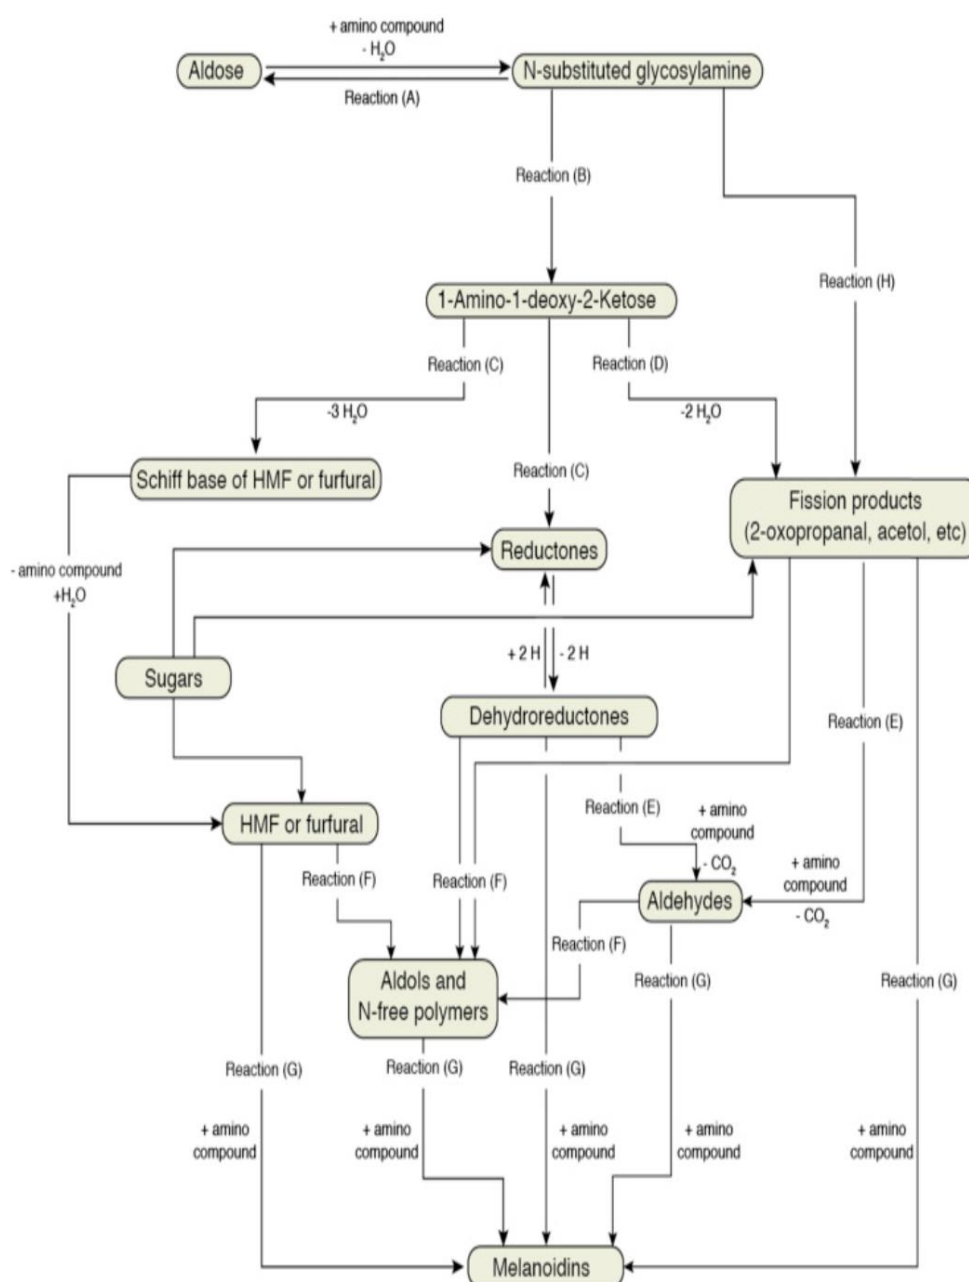 + amino compound
- H₂O
Aldose
N-substituted glycosylamine
Reaction (A)
Reaction (B)
Reaction (H)
1-Amino-1-deoxy-2-Ketose
Reaction (C)
Reaction (D)
-3 H₂O
-2 H₂O
Reaction (C)
Schiff base of HMF or furfural
Fission products
(2-oxopropanal, acetol, etc)
Reductones
- amino compound
+H₂O
+ 2 H
- 2 H
Sugars
Dehydroreductones
Reaction (E)
Reaction (E)
+ amino
compound
- CO₂
HMF or furfural
+ amino
compound
- CO₂
Reaction (F)
Reaction (F)
Aldehydes
Reaction (F)
Aldols and
N-free polymers
Reaction (G)
Reaction (G)
Reaction (G)
Reaction (G)
Reaction (G)
+ amino
compound
+ amino
compound
+ amino
compound
+ amino
compound
+ amino
compound
Melanoidins